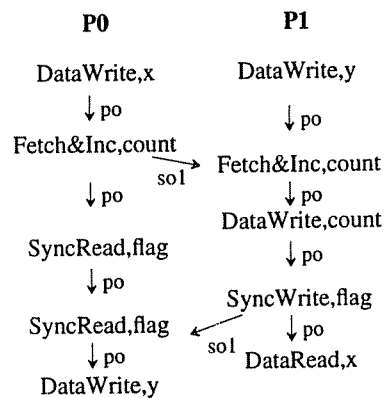 P0 P1
DataWrite,x DataWrite,y
po po
Fetch&Inc,count
so1 Fetch&Inc,count
po po
DataWrite,count
SyncRead,flag po
po SyncWrite,flag
SyncRead,flag po
so1
po DataRead,x
DataWrite,y